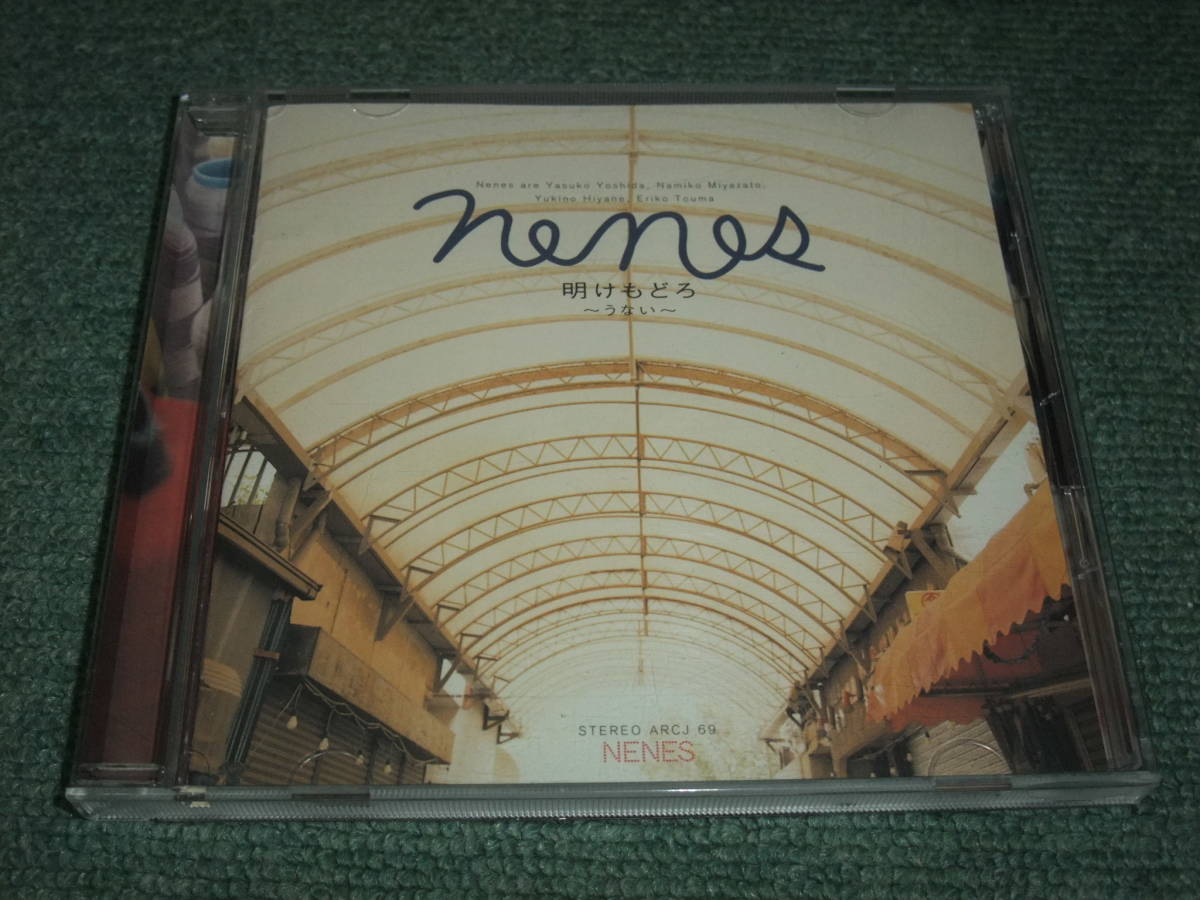 Nenes are Yasuko Yoshida, Namiko Miyazato,
Yukino Hiyane, Eriko Touma
nenes
明けもどろ
～うない～
STEREO ARCJ 69
NENES